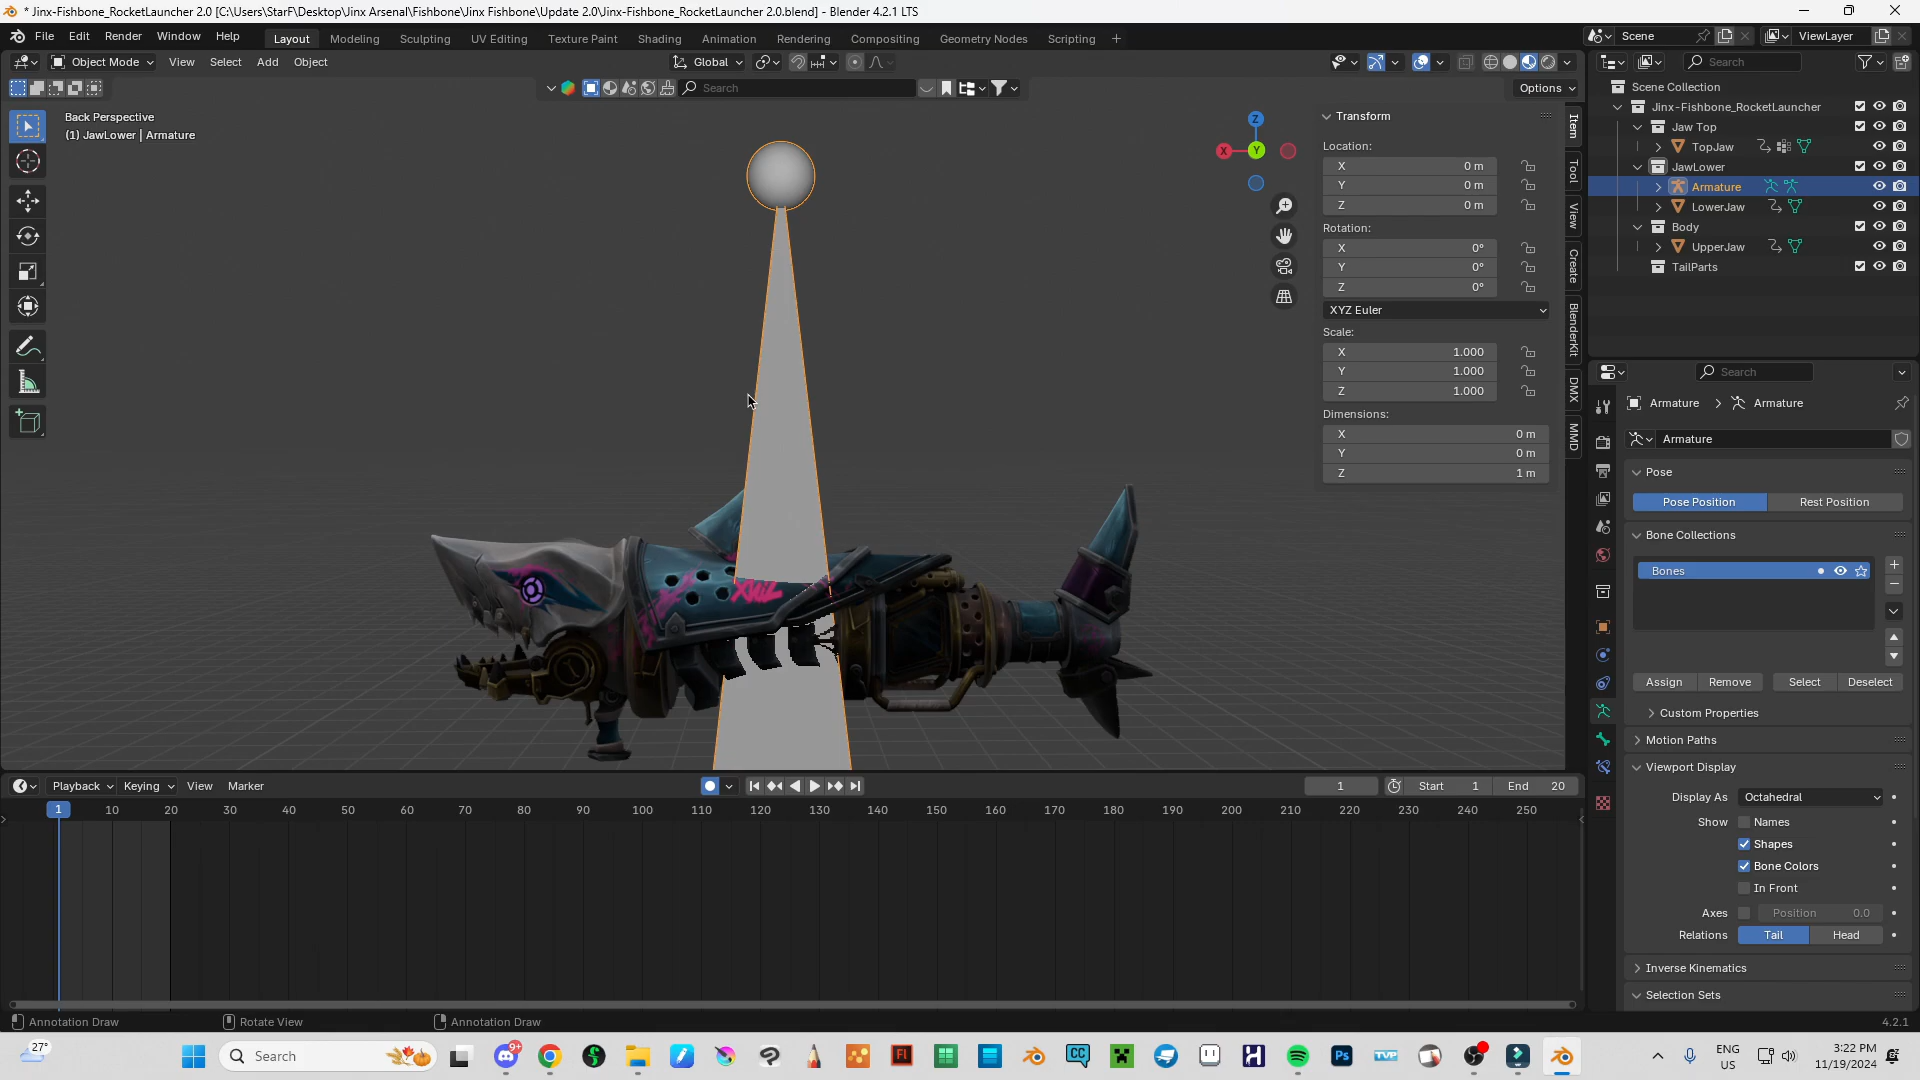 * Jinx-Fishbone_RocketLauncher 2.0 [C:\Users\StarF\Desktop\Jinx Arsenal\Fishbone\Jinx Fishbone\Update 2.0\Jinx-Fishbone_RocketLauncher 2.0.blend] - Blender 4.2.1 LTS
File Edit Render Window Help Layout Modeling Sculpting UV Editing Texture Paint Shading Animation Rendering Compositing Geometry Nodes Scripting + Scene ViewLayer
Object Mode View Select Add Object Global Search
Search Options
Back Perspective
(1) JawLower | Armature
Z
X
Y
Transform
Location:
X 0 m
Y 0 m
Z 0 m
Rotation:
X 0°
Y 0°
Z 0°
XYZ Euler
Scale:
X 1.000
Y 1.000
Z 1.000
Dimensions:
X 0 m
Y 0 m
Z 1 m
Item
Tool
View
Create
BlenderKit
DMX
MMD
Scene Collection
Jinx-Fishbone_RocketLauncher
Jaw Top
TopJaw
JawLower
Armature
LowerJaw
Body
UpperJaw
TailParts
Search
Armature > Armature
Armature
Pose
Pose Position Rest Position
Bone Collections
Bones
Assign Remove Select Deselect
Custom Properties
Motion Paths
Viewport Display
Display As Octahedral
Show Names
Shapes
Bone Colors
In Front
Axes Position 0.0
Relations Tail Head
Inverse Kinematics
Selection Sets
Playback Keying View Marker 1 Start 1 End 20
1 10 20 30 40 50 60 70 80 90 100 110 120 130 140 150 160 170 180 190 200 210 220 230 240 250
Annotation Draw Rotate View Annotation Draw 4.2.1
27° Search 9+ Fl CC H Ps TVP ENG
US 3:22 PM
11/19/2024